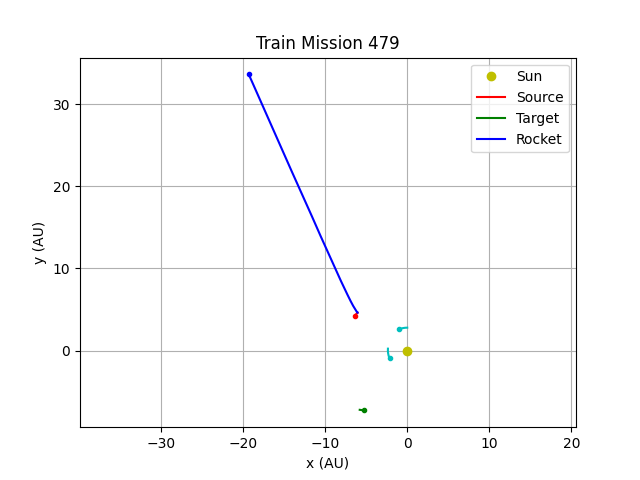 Train Mission 479
Sun
Source
Target
Rocket
30
20
10
0
y (AU)
−30
−20
−10
0
10
20
x (AU)